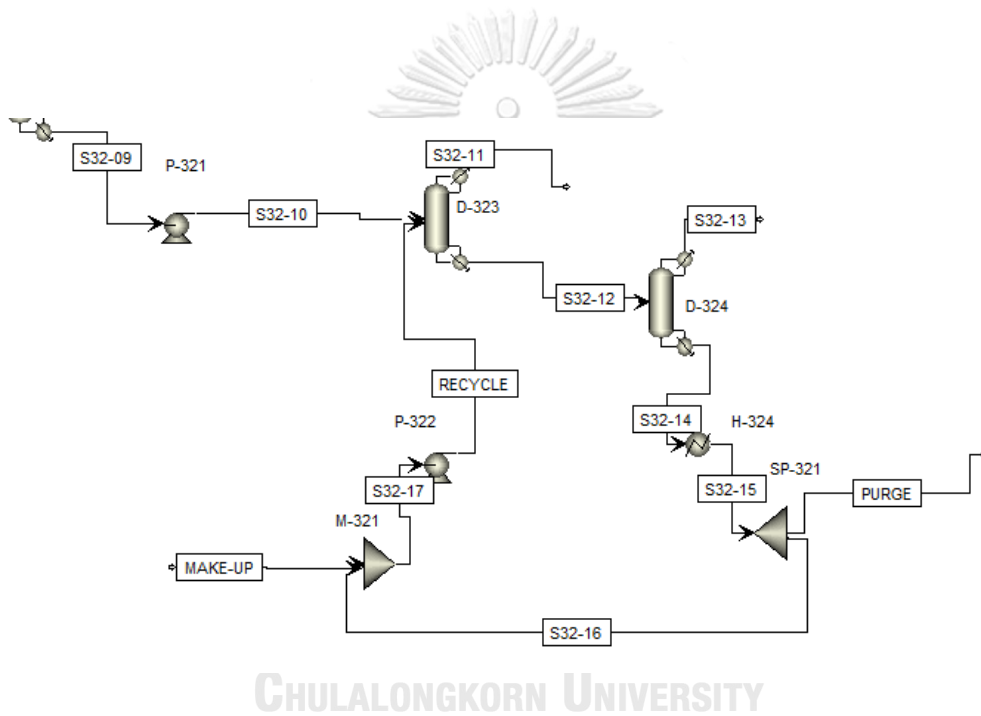 S32-11
S32-09
P-321
D-323
S32-10
S32-13
S32-12
D-324
RECYCLE
P-322
S32-14
H-324
S32-17
S32-15
SP-321
PURGE
M-321
MAKE-UP
S32-16
CHULALONGKORN UNIVERSITY